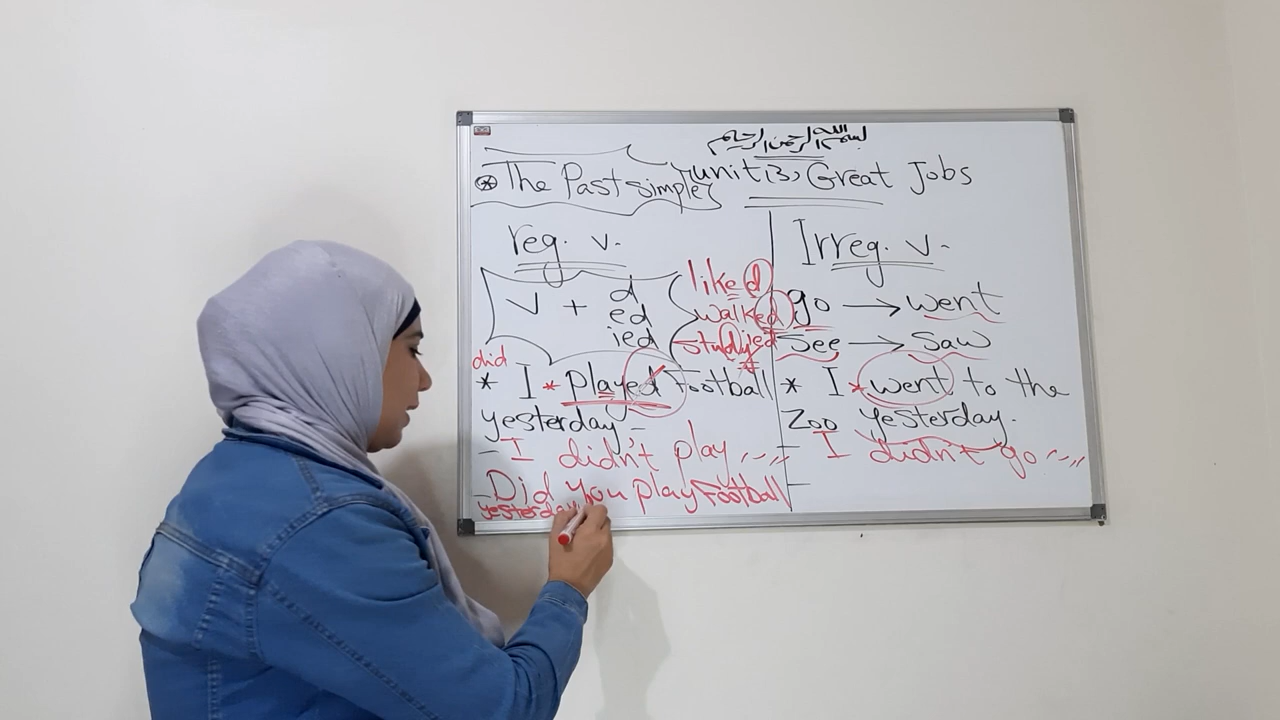 بسم الله الرحمن الرحيم
unit 13, Great Jobs
* The Past simple
reg. v.
V + d
ed
ied
liked
walked
studyied
did
* I * played Football
yesterday -
- I didn't play ,,,,
- Did you play Football
yesterday
Irreg. v.
go → went
see → saw
* I * went to the
Zoo yesterday.
- I didn't go ,,,,
-